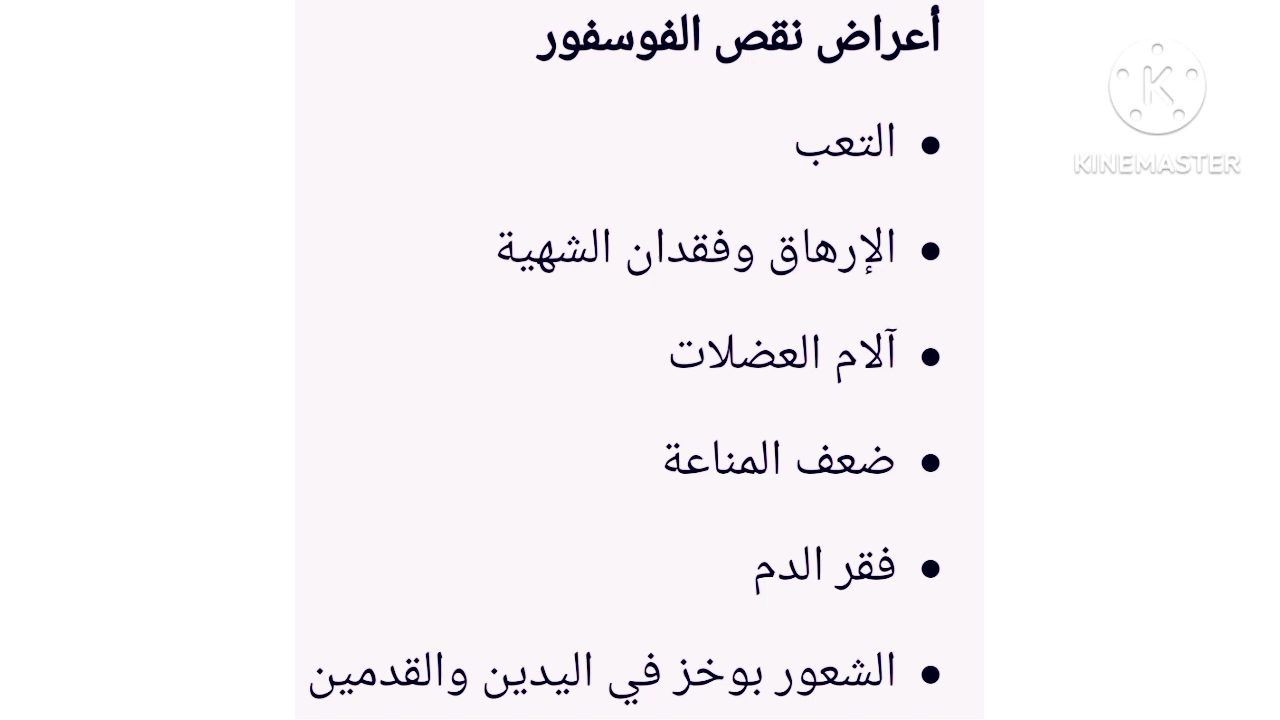 أعراض نقص الفوسفور
• التعب
• الإرهاق وفقدان الشهية
• آلام العضلات
• ضعف المناعة
• فقر الدم
• الشعور بوخز في اليدين والقدمين
K
KINEMASTER